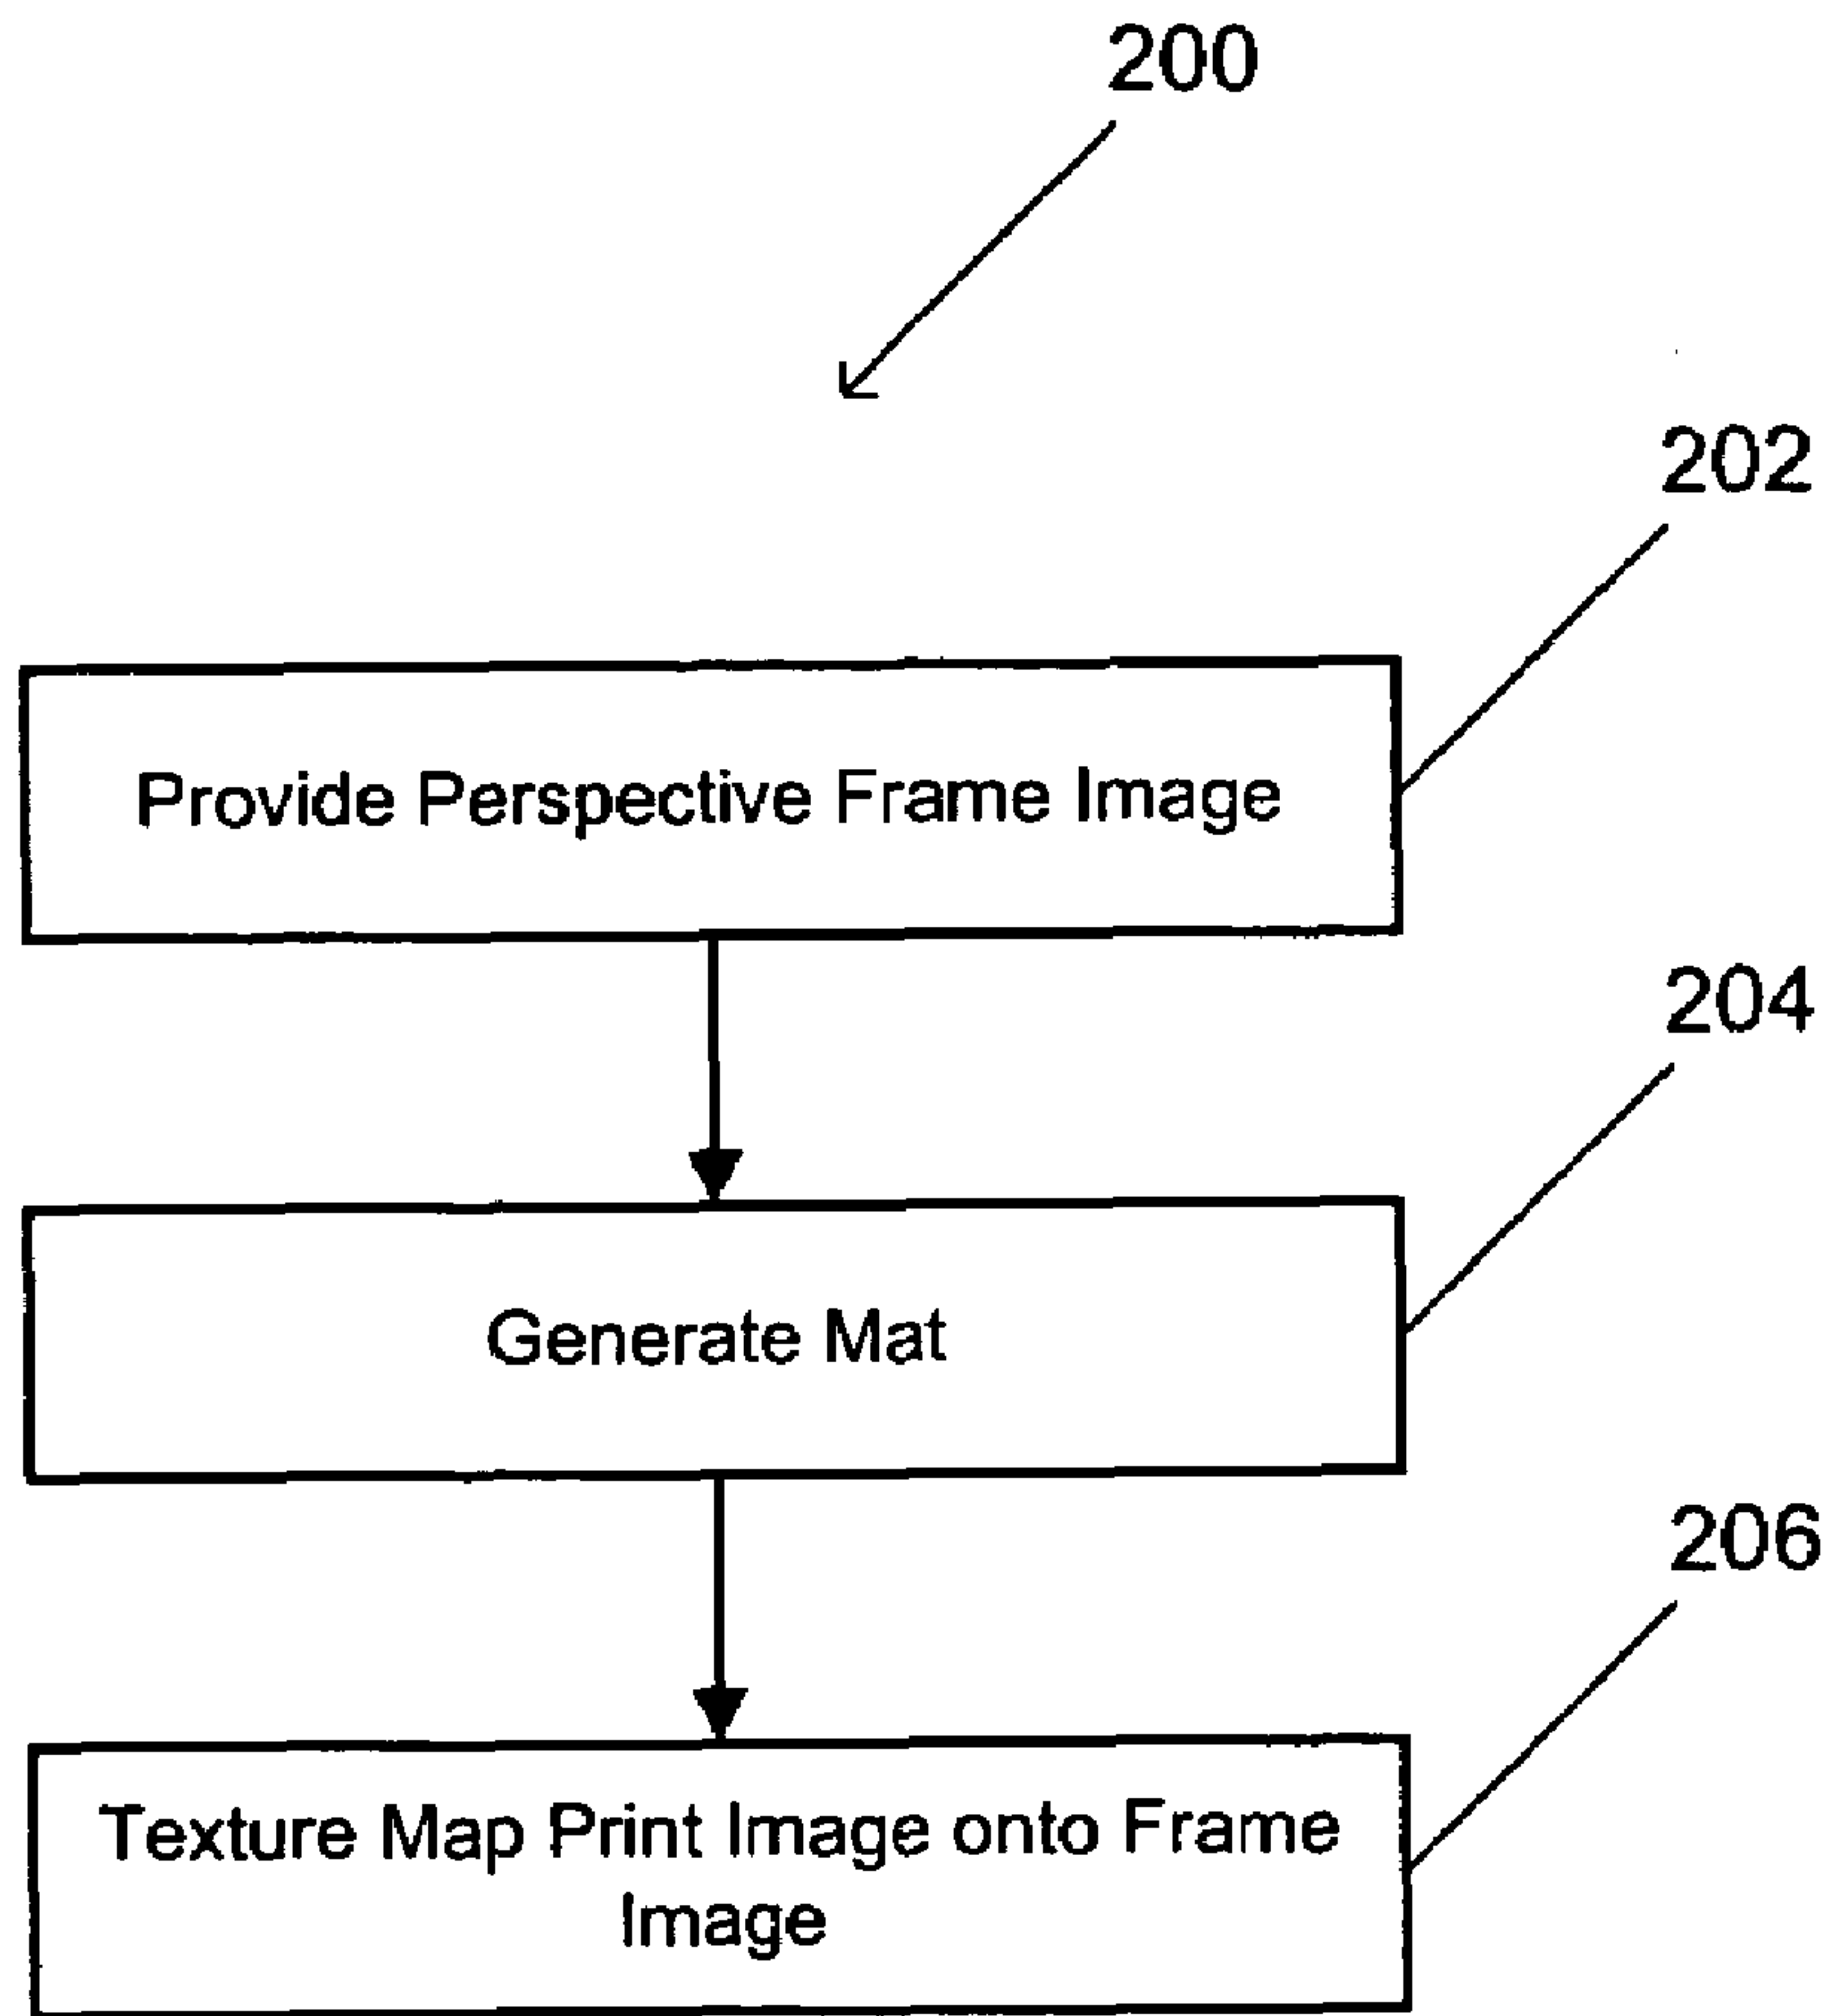 200
202
Provide Perspective Frame Image
204
Generate Mat
206
Texture Map Print Image onto Frame
Image